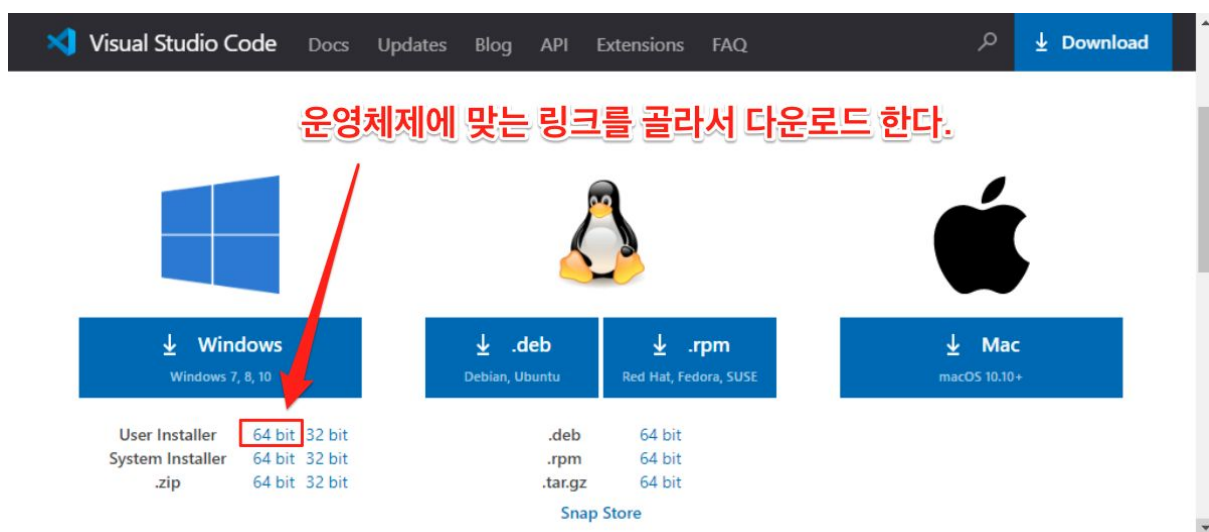 Visual Studio Code Docs Updates Blog API Extensions FAQ Download
운영체제에 맞는 링크를 골라서 다운로드 한다.
Windows
Windows 7, 8, 10
.deb
Debian, Ubuntu
.rpm
Red Hat, Fedora, SUSE
Mac
macOS 10.10+
User Installer 64 bit 32 bit
System Installer 64 bit 32 bit
.zip 64 bit 32 bit
.deb 64 bit
.rpm 64 bit
.tar.gz 64 bit
Snap Store